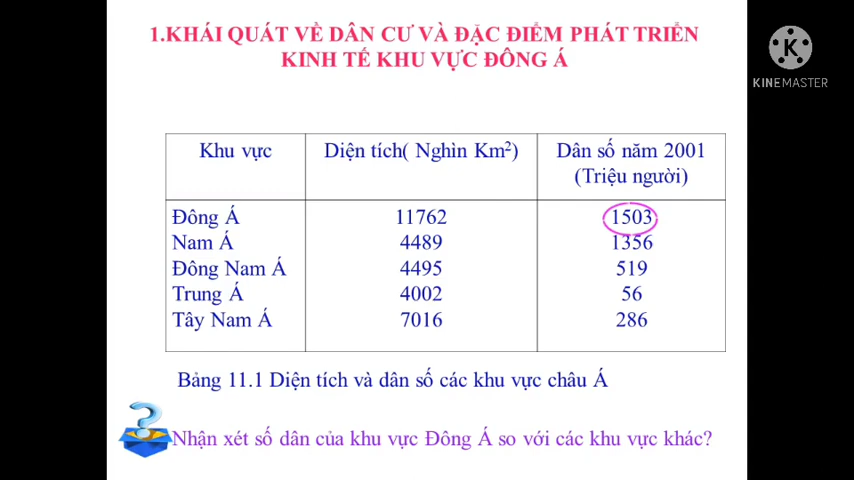 1.KHÁI QUÁT VỀ DÂN CƯ VÀ ĐẶC ĐIỂM PHÁT TRIỂN
KINH TẾ KHU VỰC ĐÔNG Á
K
KINEMASTER
Khu vực Diện tích( Nghìn Km²) Dân số năm 2001
(Triệu người)
Đông Á 11762 1503
Nam Á 4489 1356
Đông Nam Á 4495 519
Trung Á 4002 56
Tây Nam Á 7016 286
Bảng 11.1 Diện tích và dân số các khu vực châu Á
?
Nhận xét số dân của khu vực Đông Á so với các khu vực khác?